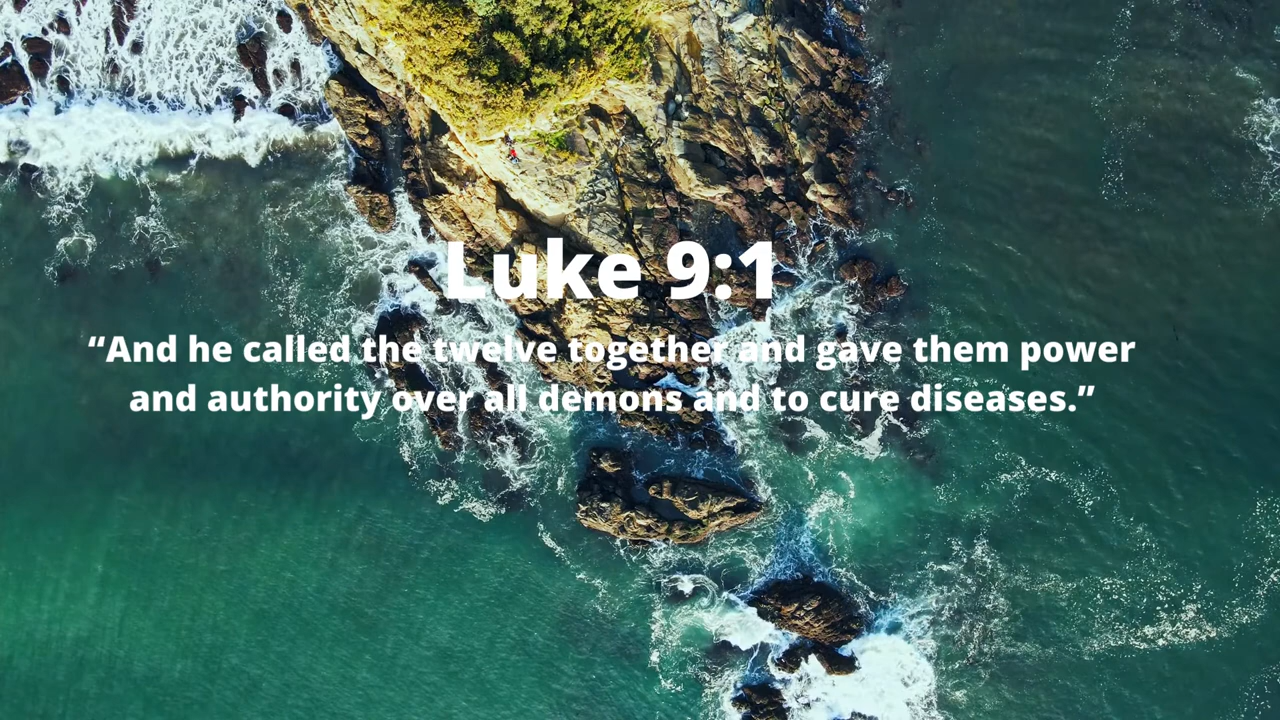 Luke 9:1
“And he called the twelve together and gave them power
and authority over all demons and to cure diseases.”